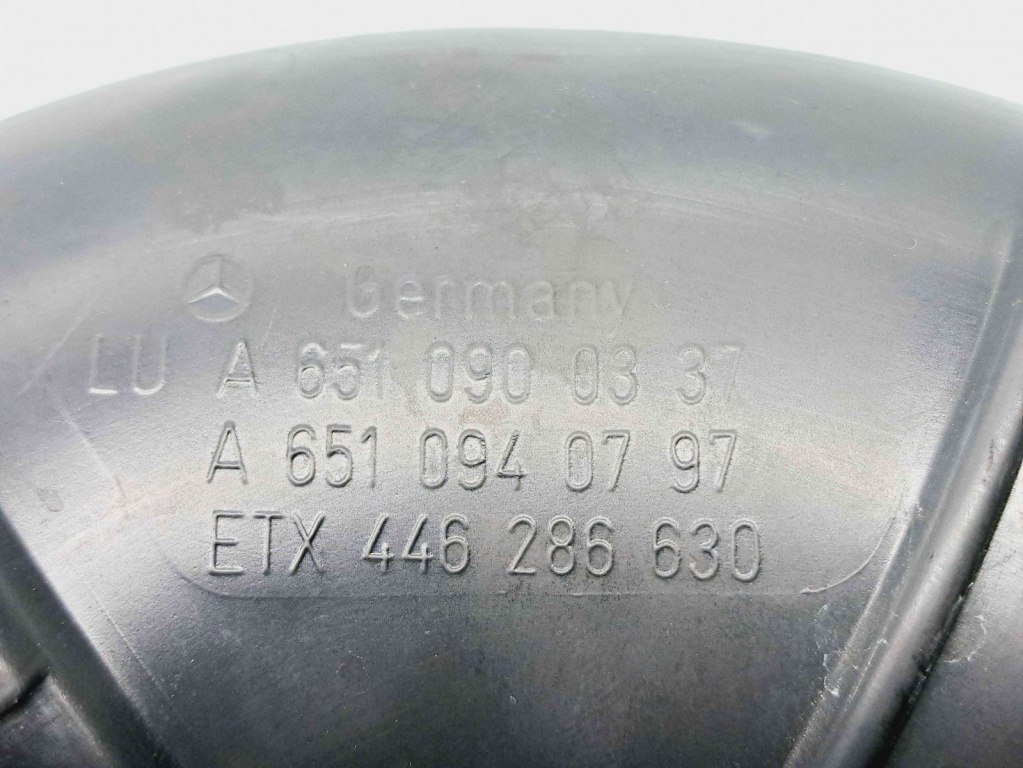 Germany
LU A 651 090 03 37
A 651 094 07 97
ETX 446 286 630